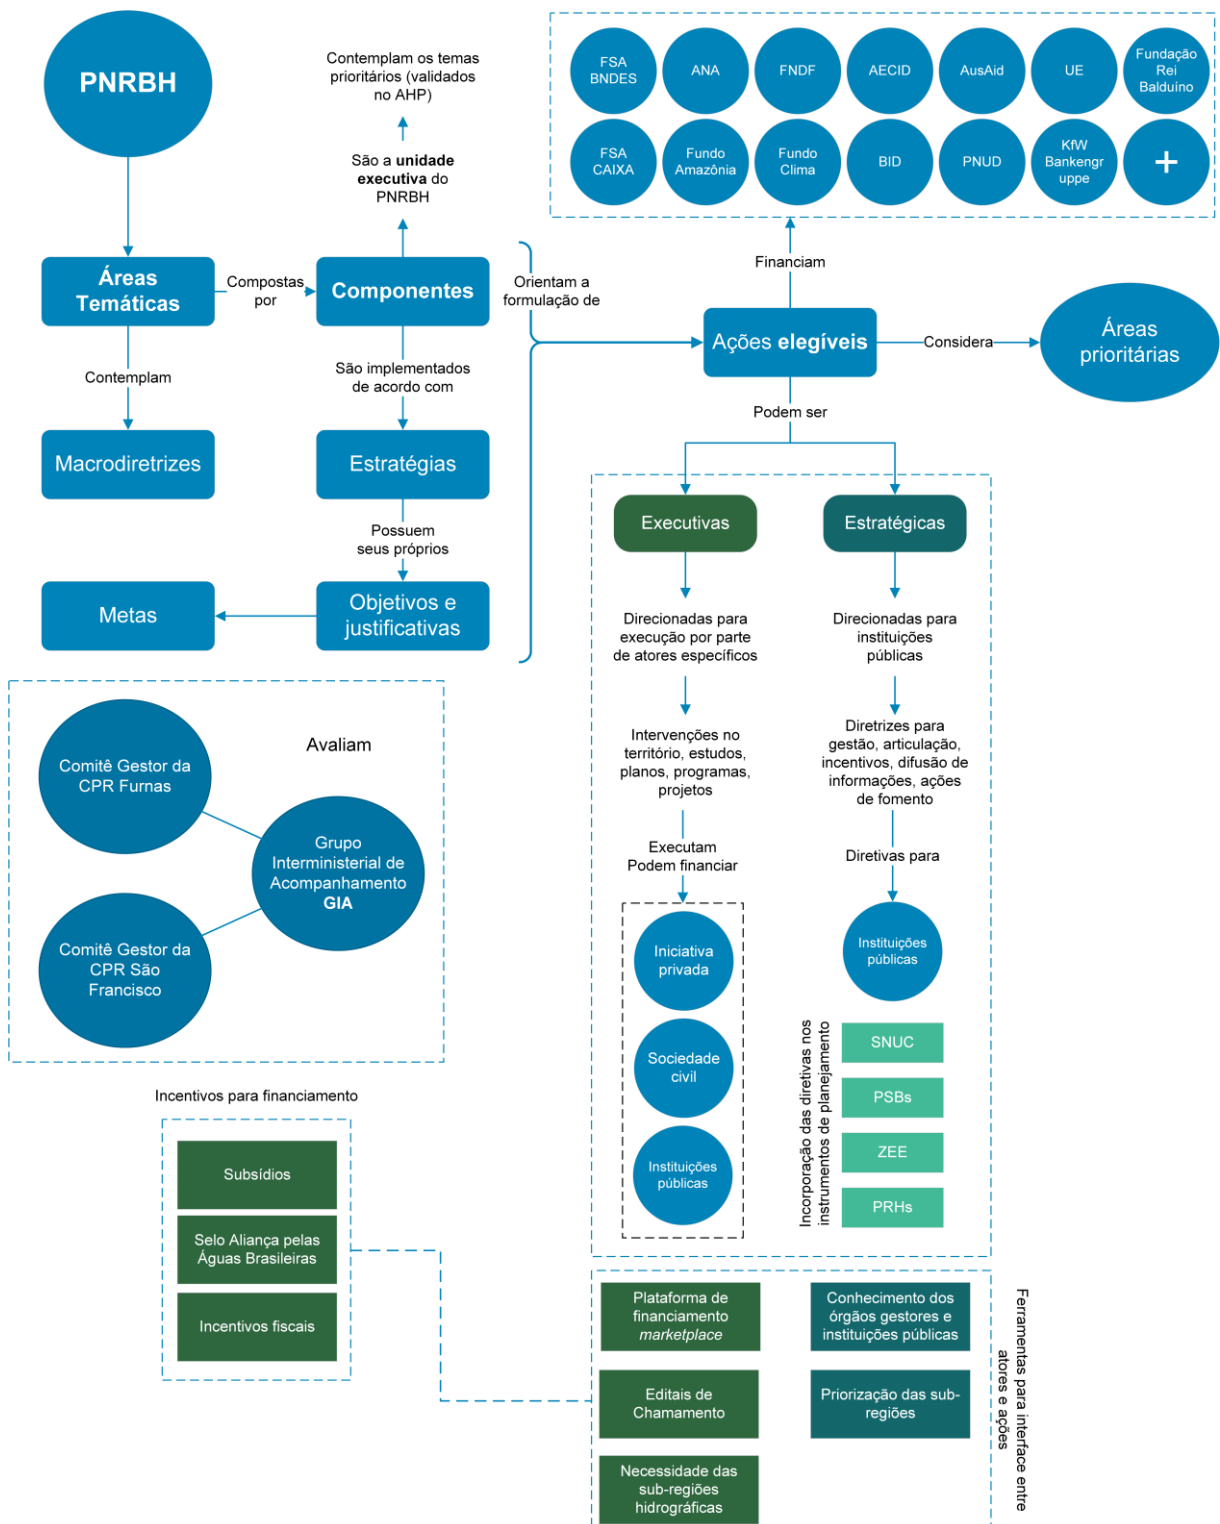 PNRBH
Contemplam os temas
prioritários (validados
no AHP)
São a unidade
executiva do
PNRBH
Áreas
Temáticas
Compostas
por
Componentes
Orientam a
formulação de
Contemplam
São implementados
de acordo com
Macrodiretrizes
Estratégias
Possuem
seus próprios
Metas
Objetivos e
justificativas
FSA
BNDES
ANA
FNDF
AECID
AusAid
UE
Fundação
Rei
Balduíno
FSA
CAIXA
Fundo
Amazônia
Fundo
Clima
BID
PNUD
KfW
Bankengr
uppe
+
Financiam
Ações elegíveis
Considera
Áreas
prioritárias
Podem ser
Executivas
Estratégicas
Direcionadas para
execução por parte
de atores específicos
Direcionadas para
instituições
públicas
Intervenções no
território, estudos,
planos, programas,
projetos
Diretrizes para
gestão, articulação,
incentivos, difusão de
informações, ações
de fomento
Executam
Podem financiar
Diretivas para
Iniciativa
privada
Sociedade
civil
Instituições
públicas
Instituições
públicas
Incorporação das diretivas nos
instrumentos de planejamento
SNUC
PSBs
ZEE
PRHs
Comitê Gestor da
CPR Furnas
Avaliam
Grupo
Interministerial de
Acompanhamento
GIA
Comitê Gestor da
CPR São
Francisco
Incentivos para financiamento
Subsídios
Selo Aliança pelas
Águas Brasileiras
Incentivos fiscais
Plataforma de
financiamento
marketplace
Conhecimento dos
órgãos gestores e
instituições públicas
Editais de
Chamamento
Priorização das sub-
regiões
Necessidade das
sub-regiões
hidrográficas
Ferramentas para interface entre
atores e ações